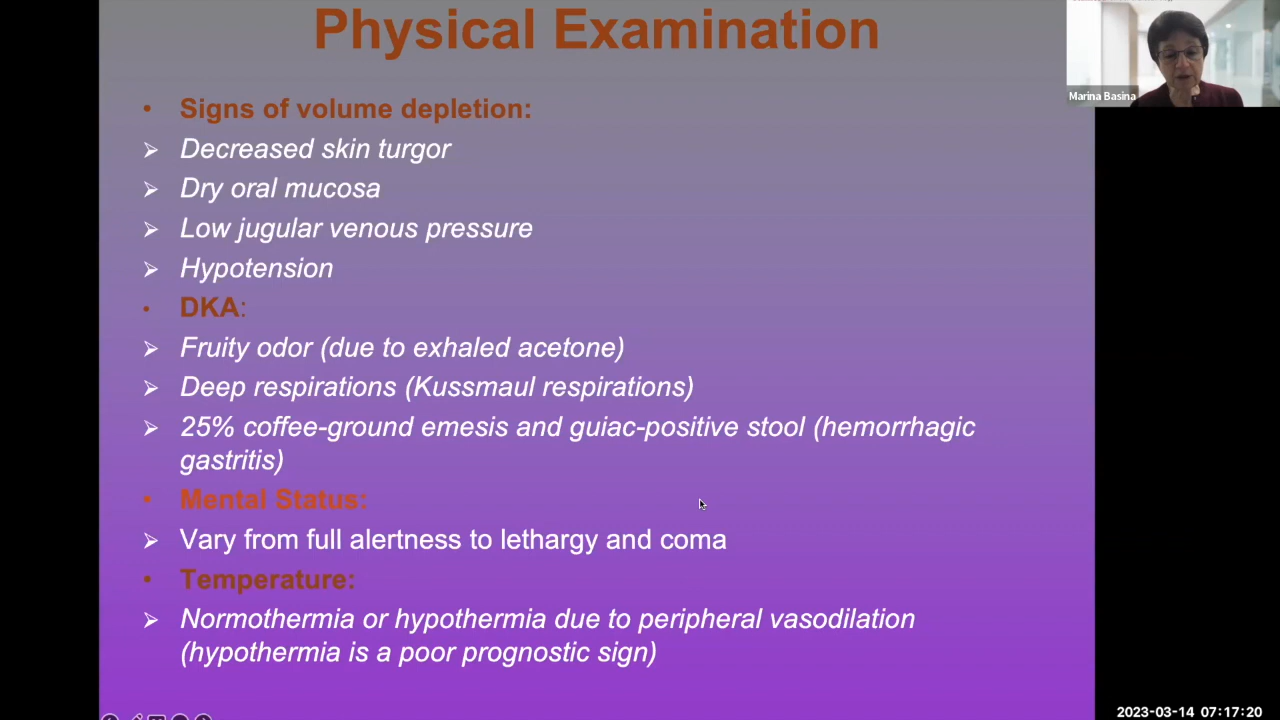 Physical Examination
Marina Basina
• Signs of volume depletion:
➢ Decreased skin turgor
➢ Dry oral mucosa
➢ Low jugular venous pressure
➢ Hypotension
• DKA:
➢ Fruity odor (due to exhaled acetone)
➢ Deep respirations (Kussmaul respirations)
➢ 25% coffee-ground emesis and guiac-positive stool (hemorrhagic
gastritis)
• Mental Status:
➢ Vary from full alertness to lethargy and coma
• Temperature:
➢ Normothermia or hypothermia due to peripheral vasodilation
(hypothermia is a poor prognostic sign)
2023-03-14 07:17:20